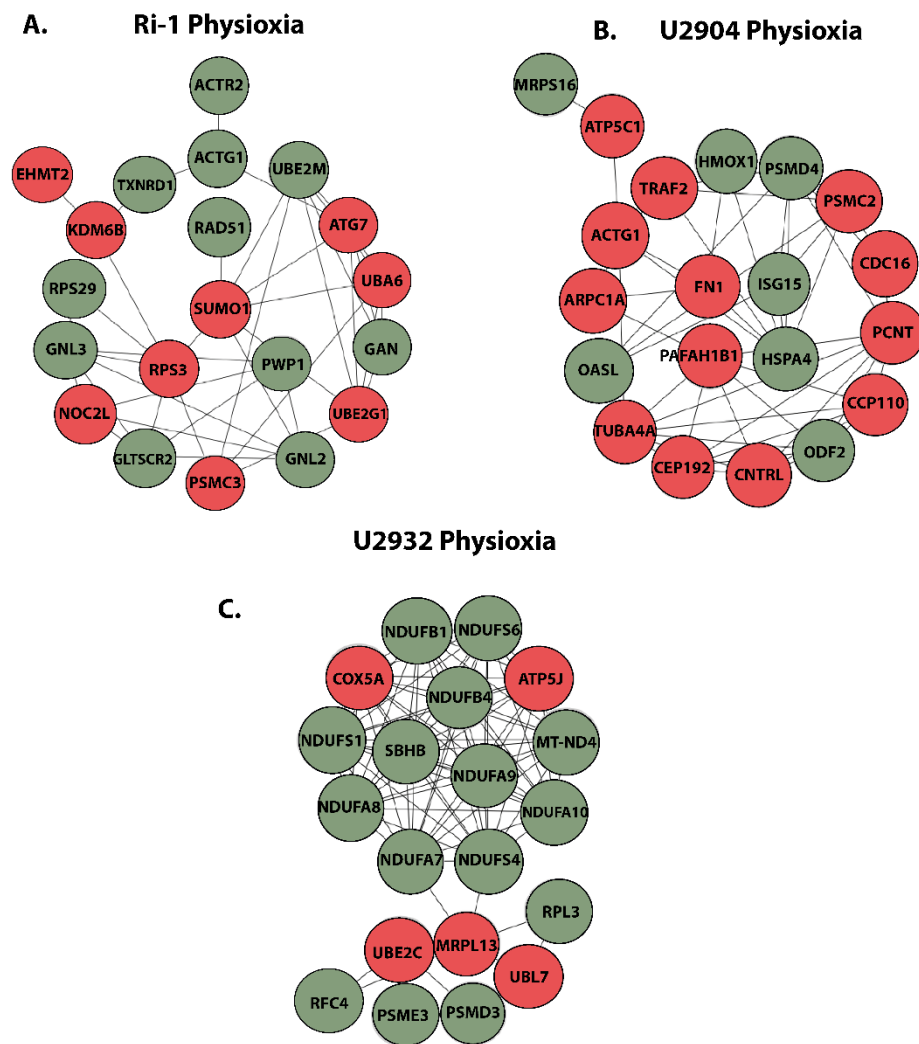 A. Ri-1 Physioxia
ACTR2
ACTG1
UBE2M
EHMT2
TXNRD1
KDM6B
RAD51
ATG7
UBA6
RPS29
SUMO1
GNL3
RPS3
PWP1
GAN
NOC2L
UBE2G1
GLTSCR2
PSMC3
GNL2
B. U2904 Physioxia
MRPS16
ATP5C1
HMOX1
PSMD4
TRAF2
PSMC2
ACTG1
CDC16
ARPC1A
FN1
ISG15
PCNT
OASL
PAFAH1B1
HSPA4
CCP110
TUBA4A
ODF2
CEP192
CNTRL
U2932 Physioxia
C.
NDUFB1
NDUFS6
COX5A
ATP5J
NDUFB4
NDUFS1
SBHB
MT-ND4
NDUFA9
NDUFA8
NDUFA10
NDUFA7
NDUFS4
RPL3
UBE2C
MRPL13
UBL7
RFC4
PSME3
PSMD3